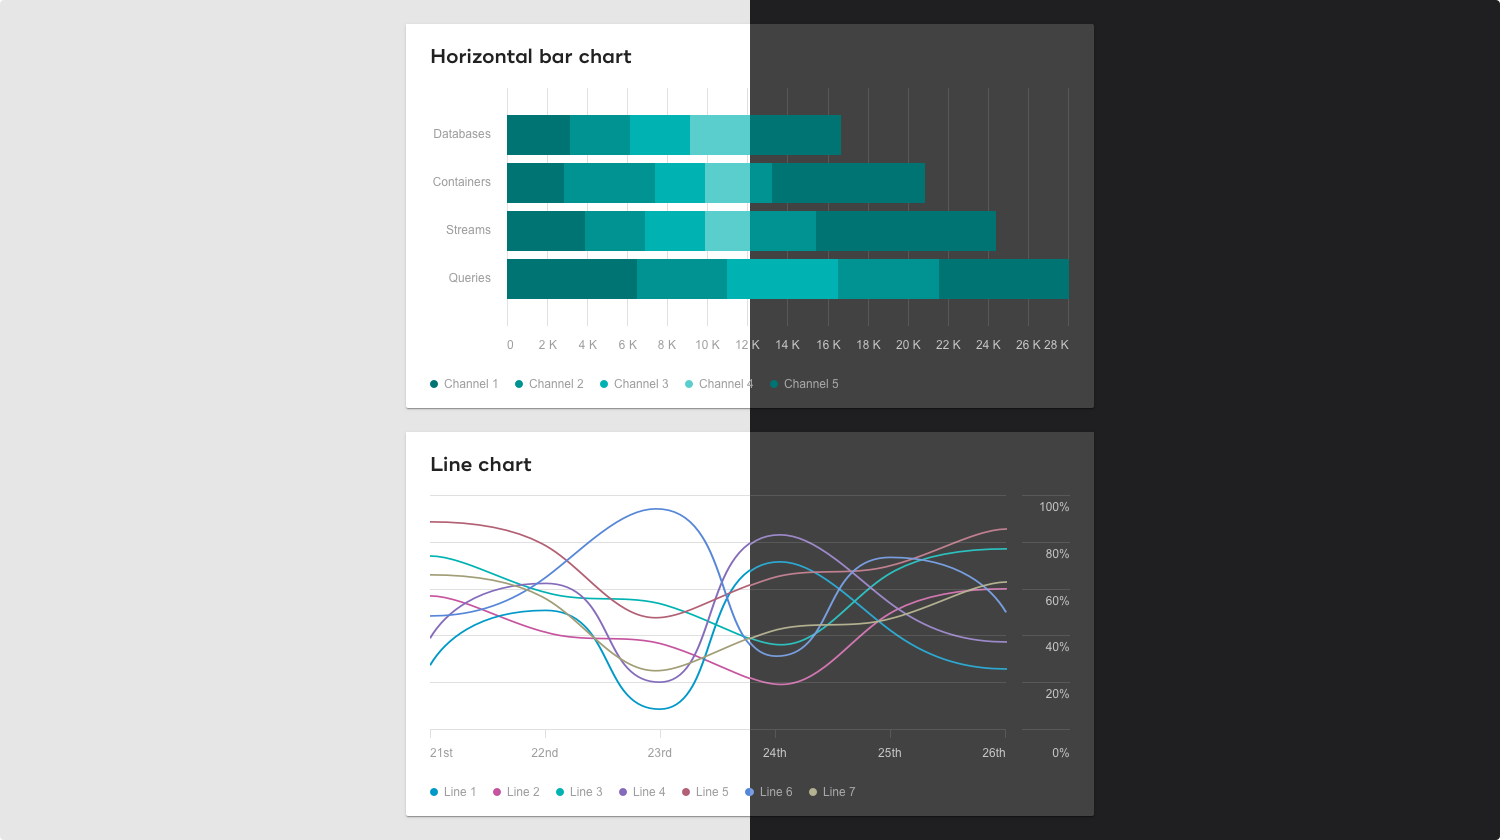 Horizontal bar chart
Databases
Containers
Streams
Queries
0 2 K 4 K 6 K 8 K 10 K 12 K 14 K 16 K 18 K 20 K 22 K 24 K 26 K 28 K
Channel 1 Channel 2 Channel 3 Channel 4 Channel 5
Line chart
100%
80%
60%
40%
20%
21st 22nd 23rd 24th 25th 26th 0%
Line 1 Line 2 Line 3 Line 4 Line 5 Line 6 Line 7